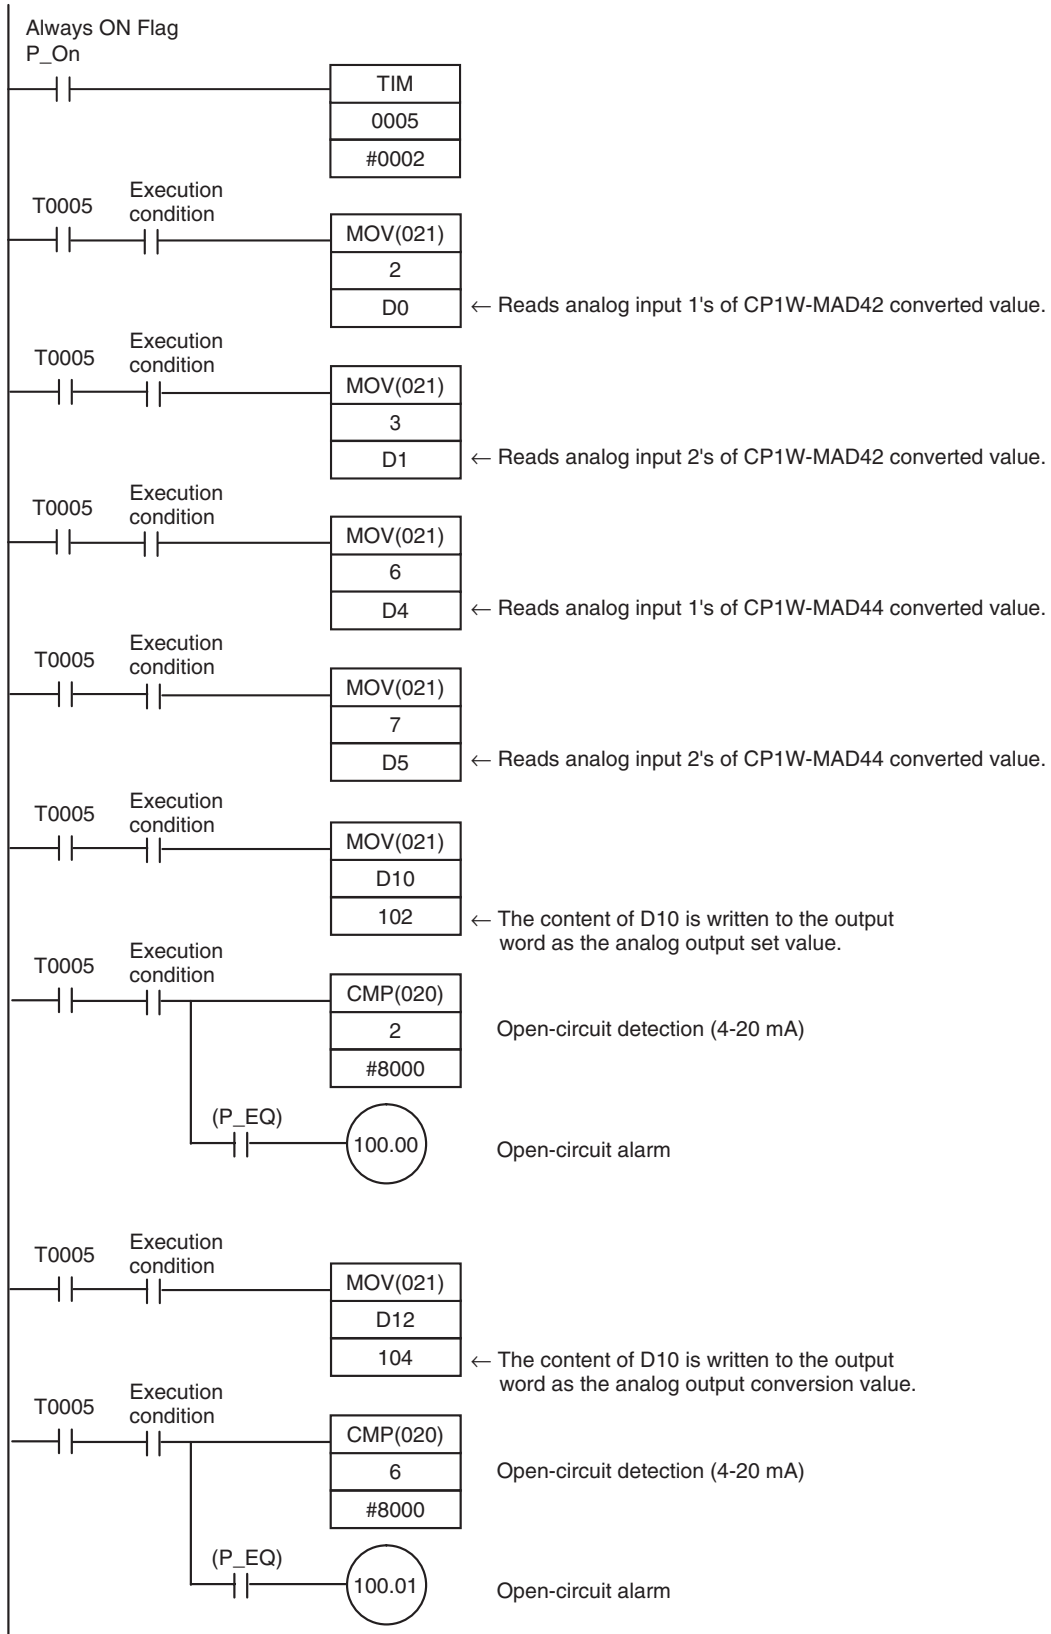 Always ON Flag
P_On
TIM
0005
#0002
T0005
Execution
condition
MOV(021)
2
D0
← Reads analog input 1's of CP1W-MAD42 converted value.
T0005
Execution
condition
MOV(021)
3
D1
← Reads analog input 2's of CP1W-MAD42 converted value.
T0005
Execution
condition
MOV(021)
6
D4
← Reads analog input 1's of CP1W-MAD44 converted value.
T0005
Execution
condition
MOV(021)
7
D5
← Reads analog input 2's of CP1W-MAD44 converted value.
T0005
Execution
condition
MOV(021)
D10
102
← The content of D10 is written to the output
word as the analog output set value.
T0005
Execution
condition
CMP(020)
2
#8000
Open-circuit detection (4-20 mA)
(P_EQ)
100.00
Open-circuit alarm
T0005
Execution
condition
MOV(021)
D12
104
← The content of D10 is written to the output
word as the analog output conversion value.
T0005
Execution
condition
CMP(020)
6
#8000
Open-circuit detection (4-20 mA)
(P_EQ)
100.01
Open-circuit alarm